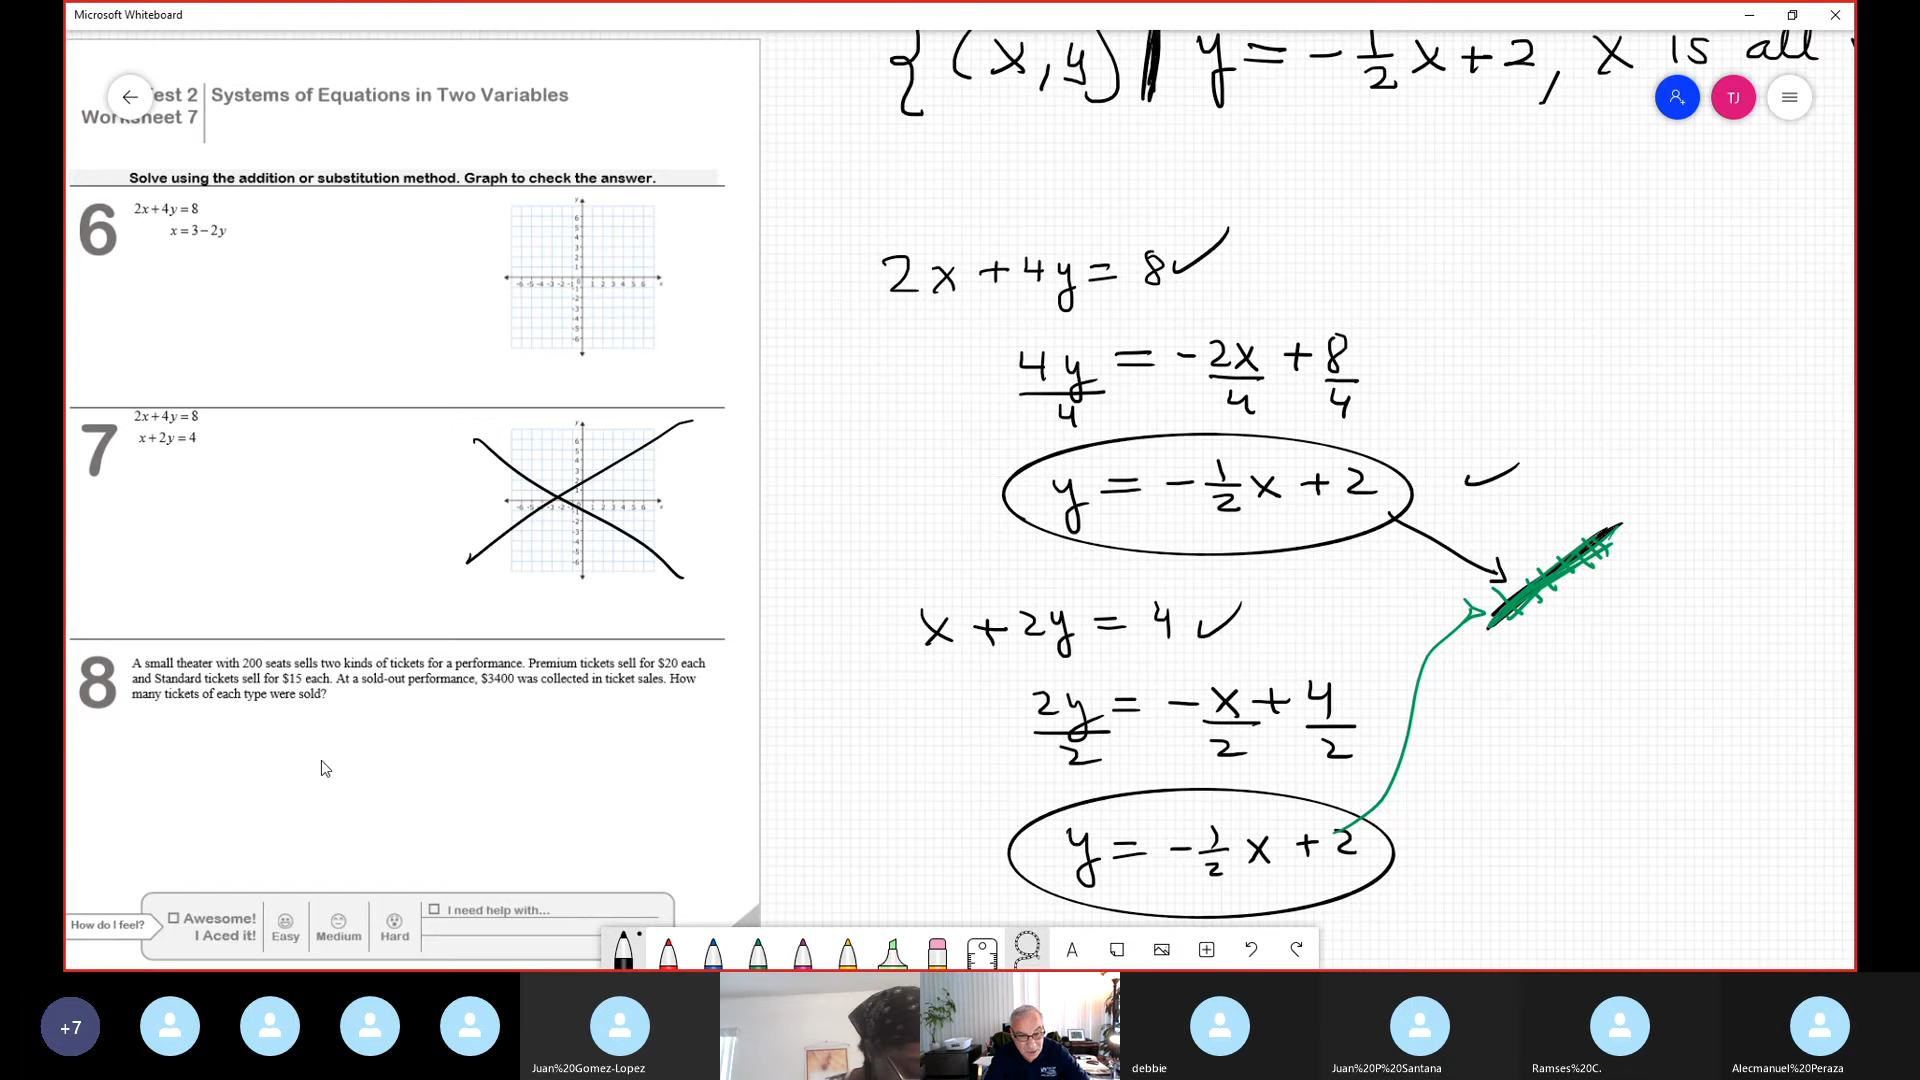 Microsoft Whiteboard
est 2
Worksheet 7
Systems of Equations in Two Variables
Solve using the addition or substitution method. Graph to check the answer.
6
2x+4y=8
x=3−2y
7
2x+4y=8
x+2y=4
8
A small theater with 200 seats sells two kinds of tickets for a performance. Premium tickets sell for $20 each
and Standard tickets sell for $15 each. At a sold-out performance, $3400 was collected in ticket sales. How
many tickets of each type were sold?
How do I feel?
Awesome!
I Aced it!
Easy
Medium
Hard
I need help with...
{(x,y)| y = -1/2 x+2, x is all
TJ
2x+4y=8 ✓
4y/4 = -2x/4 + 8/4
y = -1/2 x + 2 ✓
x+2y=4 ✓
2y/2 = -x/2 + 4/2
y = -1/2 x + 2
A
+7
Juan%20Gomez-Lopez
debbie
Juan%20P%20Santana
Ramses%20C.
Alecmanuel%20Peraza